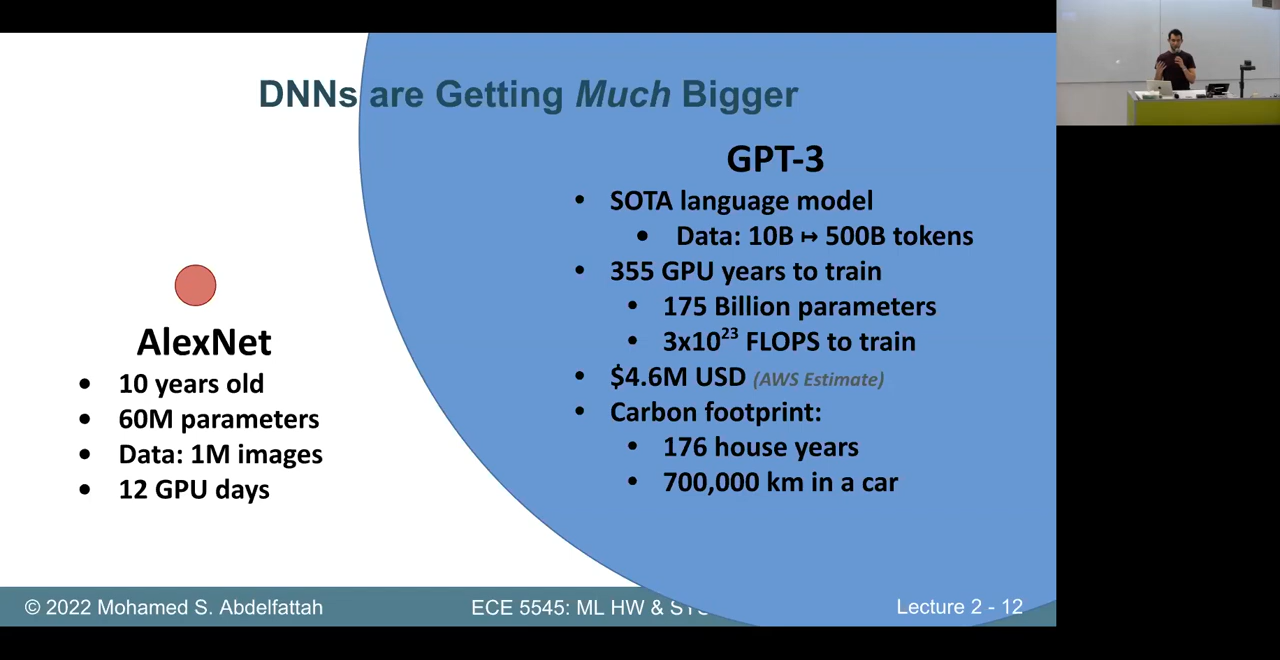 DNNs are Getting Much Bigger
GPT-3
• SOTA language model
• Data: 10B ↦ 500B tokens
• 355 GPU years to train
• 175 Billion parameters
• 3x10²³ FLOPS to train
• $4.6M USD (AWS Estimate)
• Carbon footprint:
• 176 house years
• 700,000 km in a car
AlexNet
• 10 years old
• 60M parameters
• Data: 1M images
• 12 GPU days
© 2022 Mohamed S. Abdelfattah
ECE 5545: ML HW &
Lecture 2 - 12